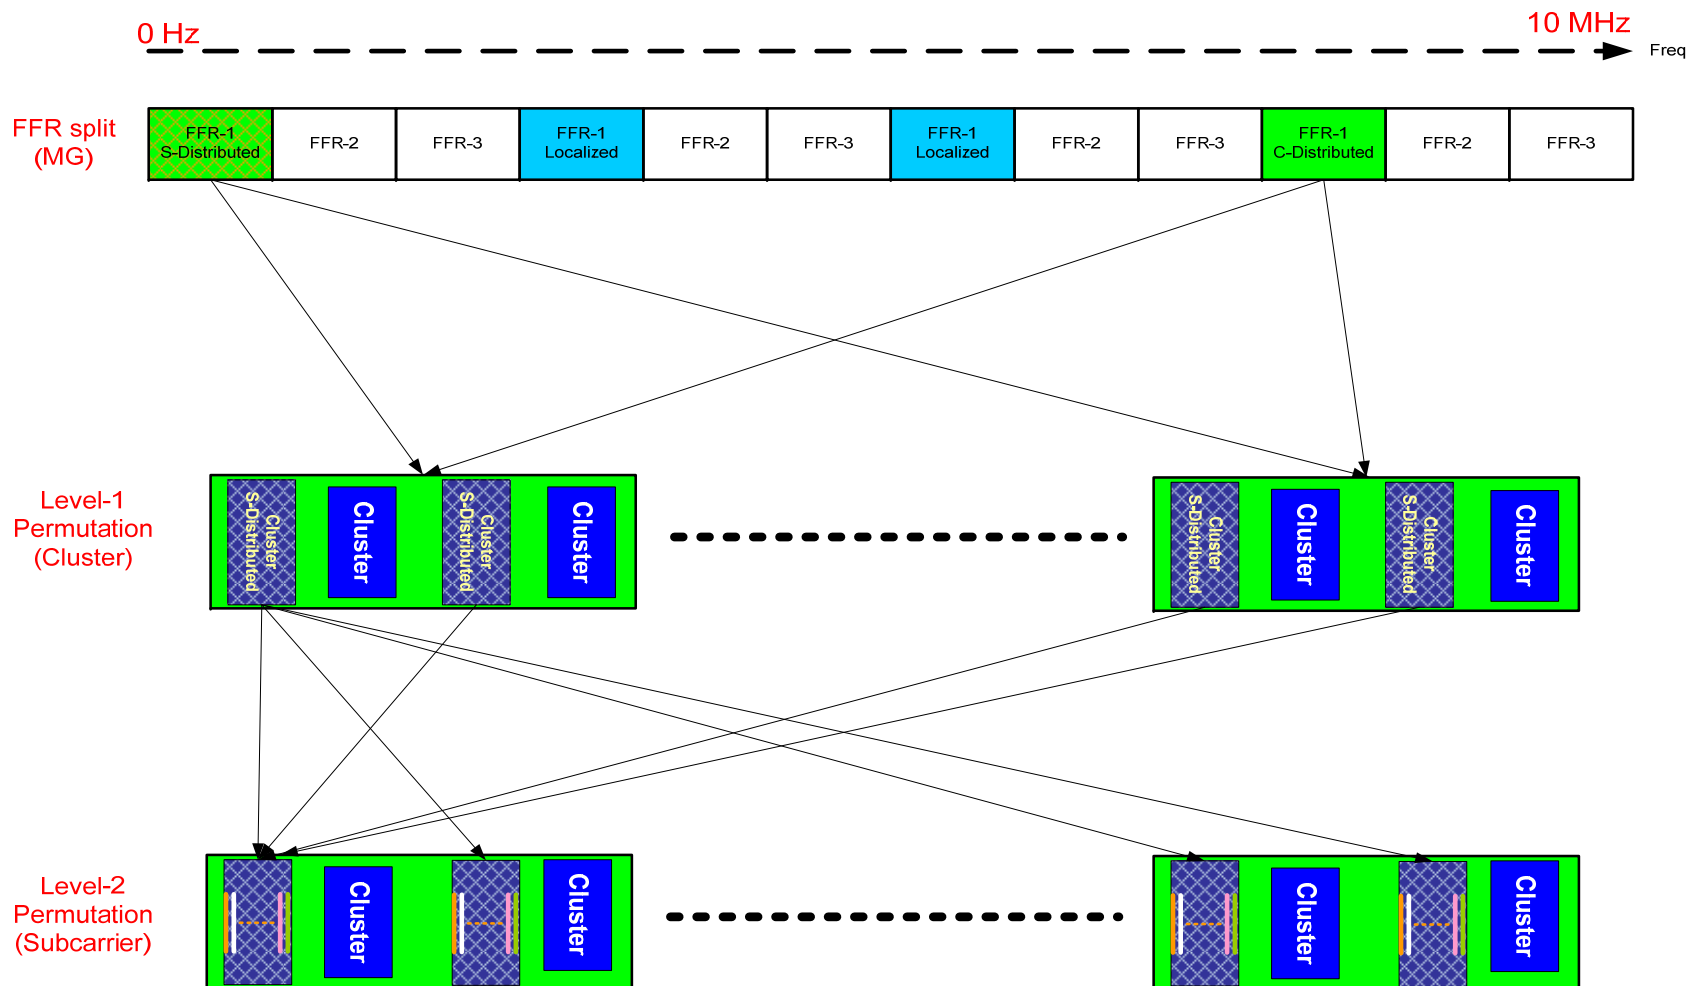 0 Hz
10 MHz
Freq
FFR split
(MG)
FFR-1
S-Distributed
FFR-2
FFR-3
FFR-1
Localized
FFR-2
FFR-3
FFR-1
Localized
FFR-2
FFR-3
FFR-1
C-Distributed
FFR-2
FFR-3
Level-1
Permutation
(Cluster)
Cluster
S-Distributed
Cluster
Cluster
S-Distributed
Cluster
Cluster
S-Distributed
Cluster
Cluster
S-Distributed
Cluster
Level-2
Permutation
(Subcarrier)
Cluster
Cluster
Cluster
Cluster